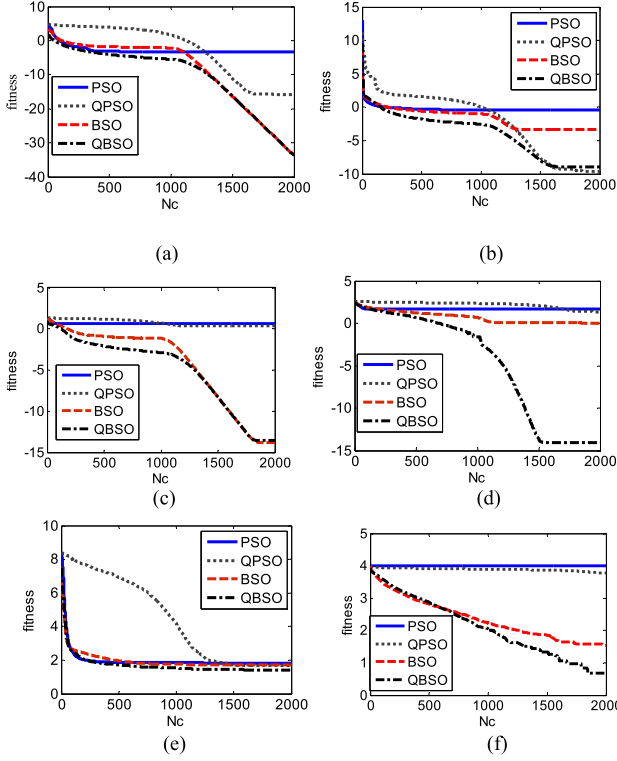 10
0
-10
-20
-30
-40
fitness
PSO
QPSO
BSO
QBSO
0 500 1000 1500 2000
Nc
(a)
15
10
5
0
-5
-10
fitness
PSO
QPSO
BSO
QBSO
0 500 1000 1500 2000
Nc
(b)
5
0
-5
-10
-15
fitness
PSO
QPSO
BSO
QBSO
0 500 1000 1500 2000
Nc
(c)
5
0
-5
-10
-15
fitness
PSO
QPSO
BSO
QBSO
0 500 1000 1500 2000
Nc
(d)
10
8
6
4
2
0
fitness
PSO
QPSO
BSO
QBSO
0 500 1000 1500 2000
Nc
(e)
5
4
3
2
1
0
fitness
PSO
QPSO
BSO
QBSO
0 500 1000 1500 2000
Nc
(f)